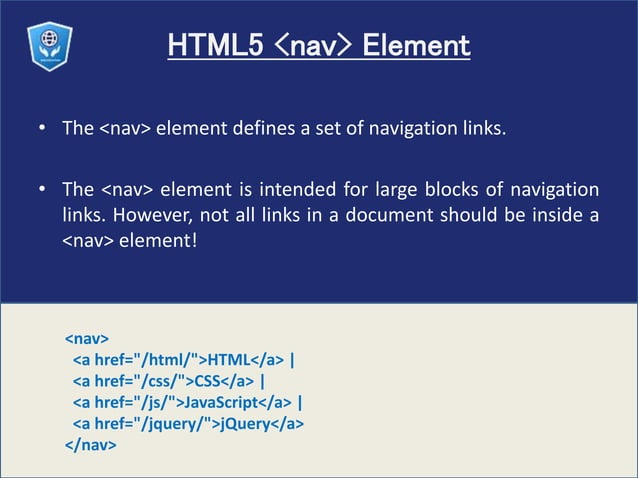 HTML5 <nav> Element
• The <nav> element defines a set of navigation links.
• The <nav> element is intended for large blocks of navigation
links. However, not all links in a document should be inside a
<nav> element!
<nav>
<a href="/html/">HTML</a> |
<a href="/css/">CSS</a> |
<a href="/js/">JavaScript</a> |
<a href="/jquery/">jQuery</a>
</nav>